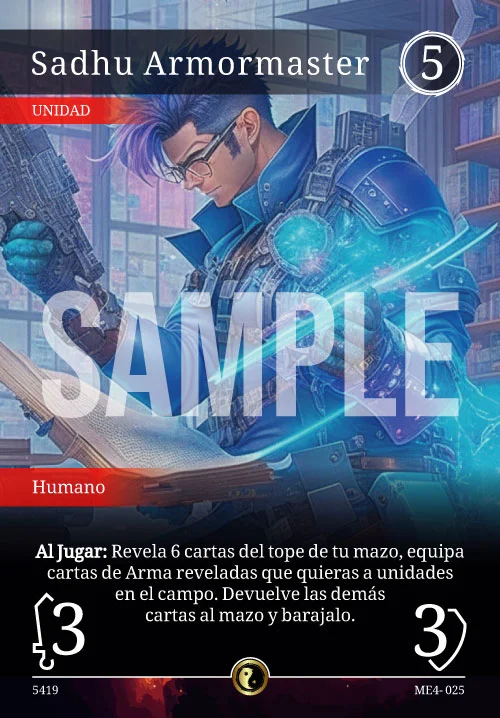 Sadhu Armormaster 5
UNIDAD
SAMPLE
Humano
Al Jugar: Revela 6 cartas del tope de tu mazo, equipa
cartas de Arma reveladas que quieras a unidades
en el campo. Devuelve las demás
cartas al mazo y barajalo.
3 3
5419 ME4- 025